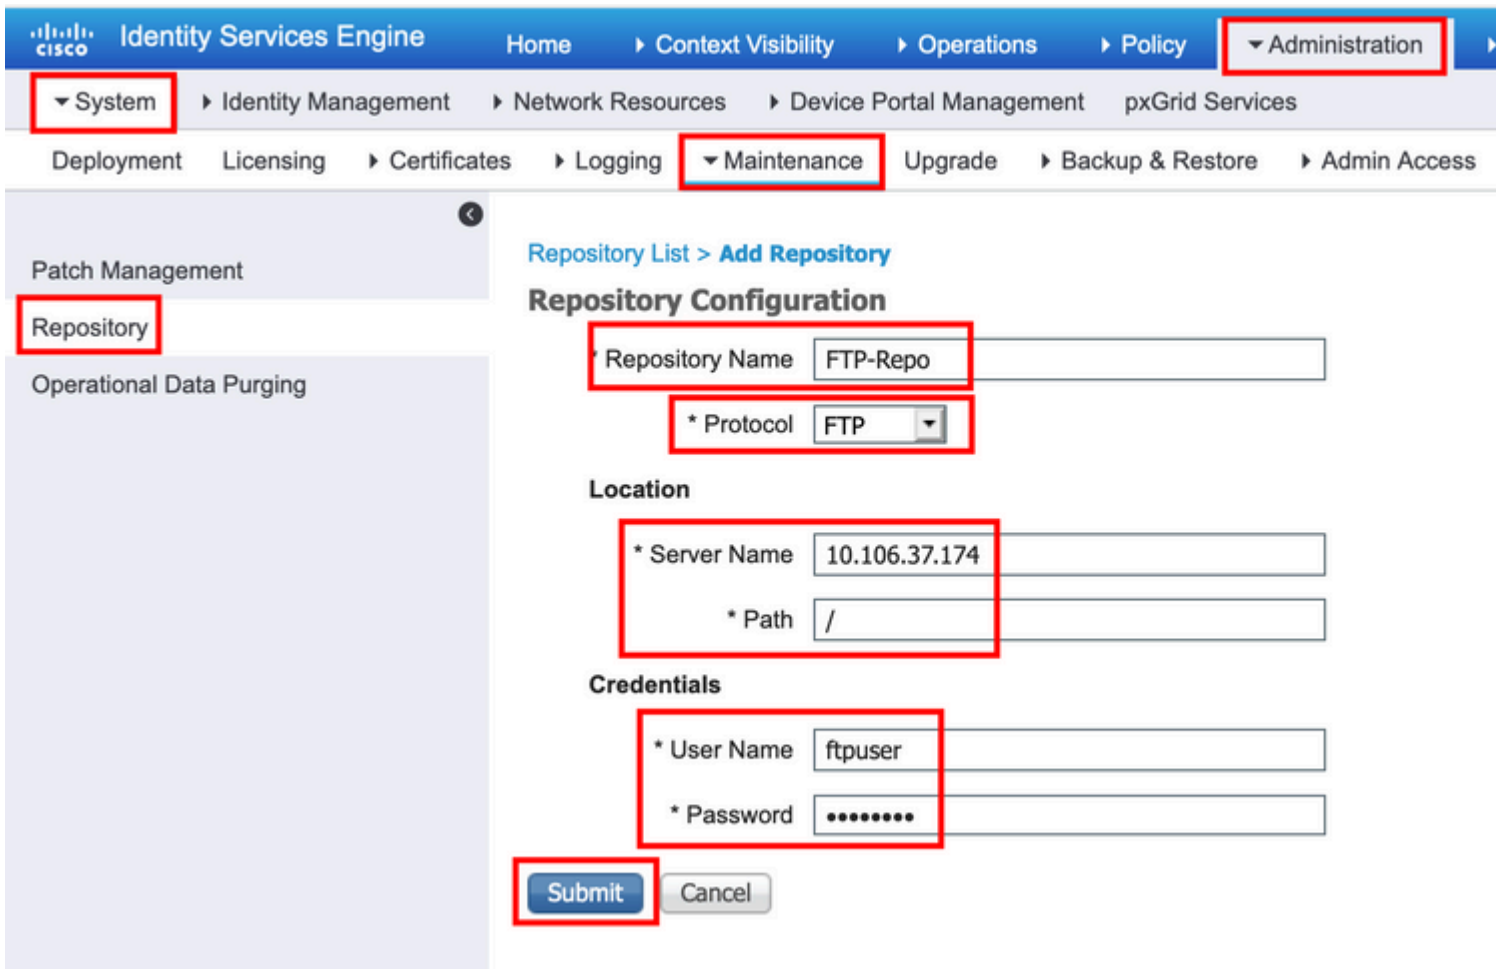 cisco Identity Services Engine Home Context Visibility Operations Policy Administration
System Identity Management Network Resources Device Portal Management pxGrid Services
Deployment Licensing Certificates Logging Maintenance Upgrade Backup & Restore Admin Access
Patch Management
Repository
Operational Data Purging
Repository List > Add Repository
Repository Configuration
* Repository Name FTP-Repo
* Protocol FTP
Location
* Server Name 10.106.37.174
* Path /
Credentials
* User Name ftpuser
* Password ••••••••
Submit Cancel